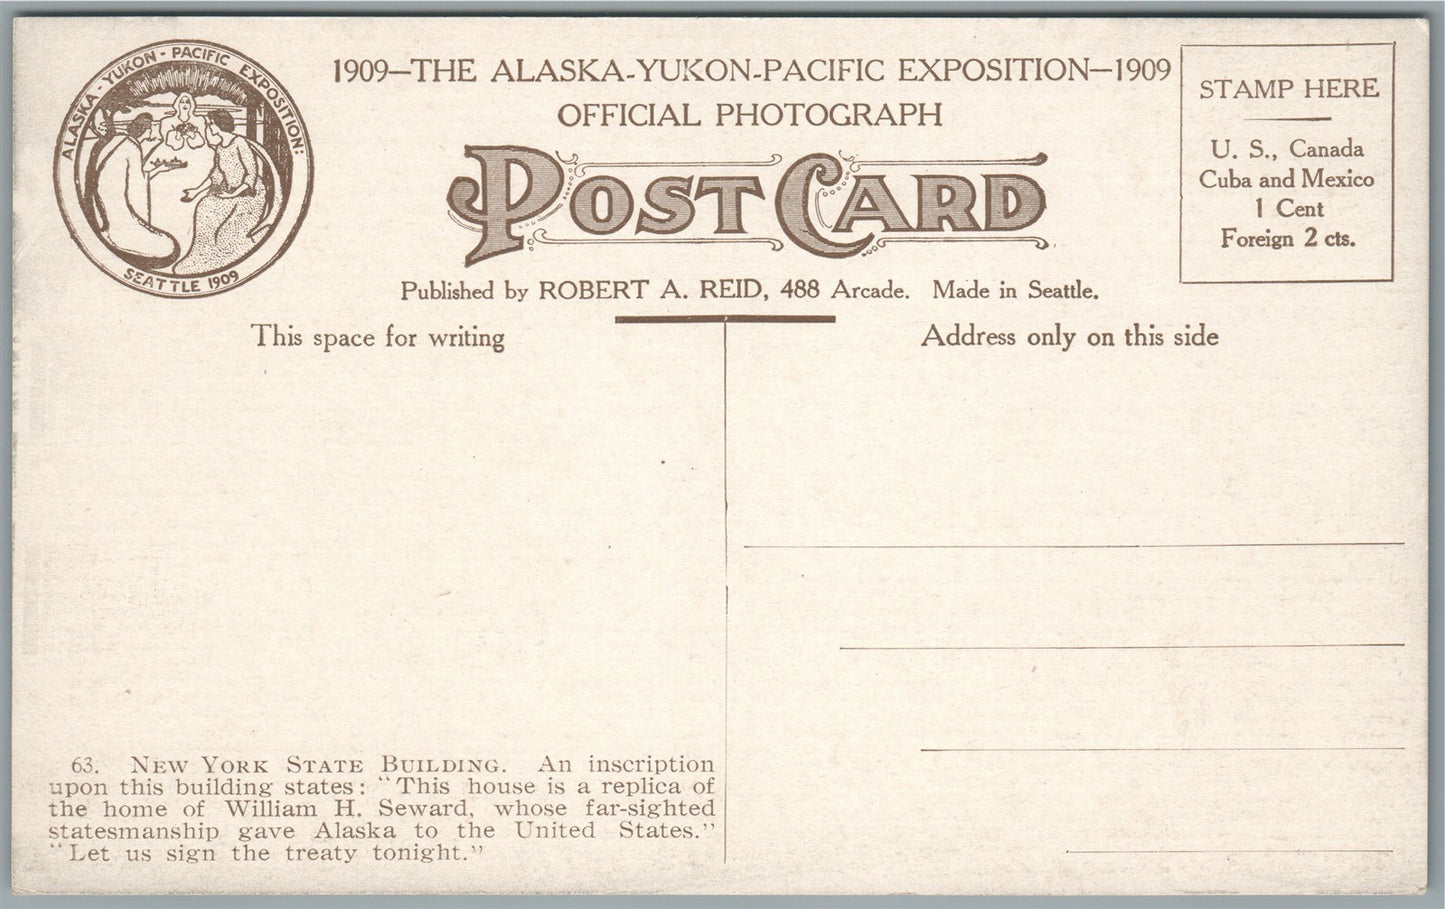 ALASKA - YUKON - PACIFIC EXPOSITION:
SEATTLE 1909
1909—THE ALASKA-YUKON-PACIFIC EXPOSITION—1909
OFFICIAL PHOTOGRAPH
POST CARD
Published by ROBERT A. REID, 488 Arcade. Made in Seattle.
STAMP HERE
U. S., Canada
Cuba and Mexico
1 Cent
Foreign 2 cts.
This space for writing
Address only on this side
63. NEW YORK STATE BUILDING. An inscription
upon this building states: "This house is a replica of
the home of William H. Seward, whose far-sighted
statesmanship gave Alaska to the United States."
"Let us sign the treaty tonight."